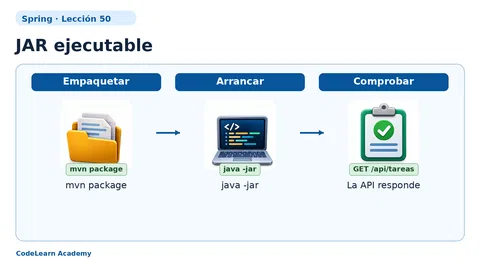 Spring · Lección 50
JAR ejecutable
Empaquetar
Arrancar
Comprobar
</>
mvn package
java -jar
GET /api/tareas
mvn package
java -jar
La API responde
CodeLearn Academy